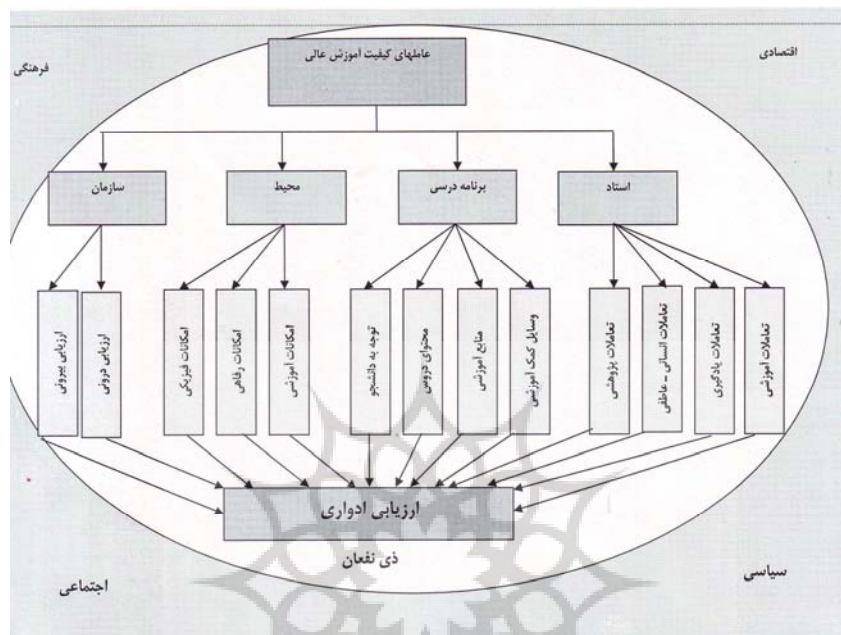 عاملهای کیفیت آموزش عالی
اقتصادی
فرهنگی
استاد
برنامه درسی
محیط
سازمان
تعاملات آموزشی
تعاملات یادگیری
تعاملات انسانی - عاطفی
تعاملات پژوهشی
وسایل کمک آموزشی
منابع آموزشی
محتوای دروس
توجه به دانشجو
امکانات آموزشی
امکانات رفاهی
امکانات فیزیکی
ارزیابی درونی
ارزیابی بیرونی
ارزیابی ادواری
ذی نفعان
سیاسی
اجتماعی